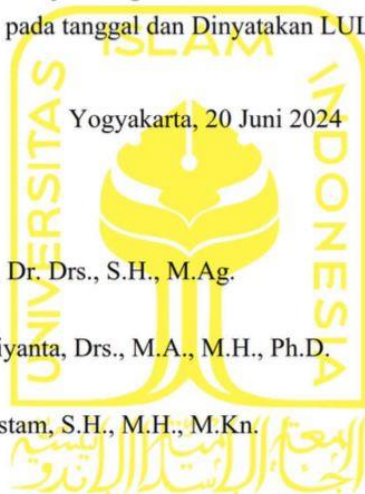 pada tanggal dan Dinyatakan LUL
ISLAM
UNIVERSITAS
INDONESIA
Yogyakarta, 20 Juni 2024
Dr. Drs., S.H., M.Ag.
iyanta, Drs., M.A., M.H., Ph.D.
stam, S.H., M.H., M.Kn.